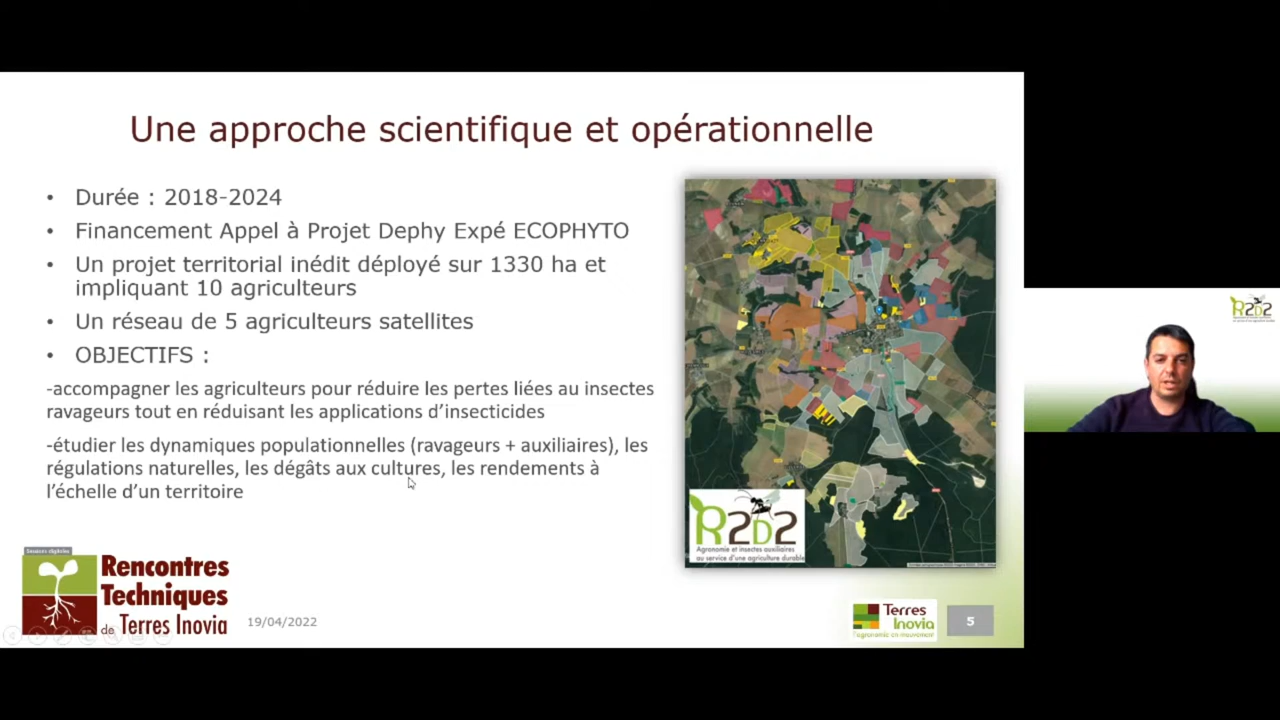 Une approche scientifique et opérationnelle
• Durée : 2018-2024
• Financement Appel à Projet Dephy Expé ECOPHYTO
• Un projet territorial inédit déployé sur 1330 ha et
impliquant 10 agriculteurs
• Un réseau de 5 agriculteurs satellites
• OBJECTIFS :
-accompagner les agriculteurs pour réduire les pertes liées au insectes
ravageurs tout en réduisant les applications d’insecticides
-étudier les dynamiques populationnelles (ravageurs + auxiliaires), les
régulations naturelles, les dégâts aux cultures, les rendements à
l’échelle d’un territoire
R2D2
Agronomie et insectes auxiliaires
au service d'une agriculture durable
Sessions digitales
Rencontres
Techniques
de Terres Inovia
19/04/2022
Terres
Inovia
l'agronomie en mouvement
5
R2D2